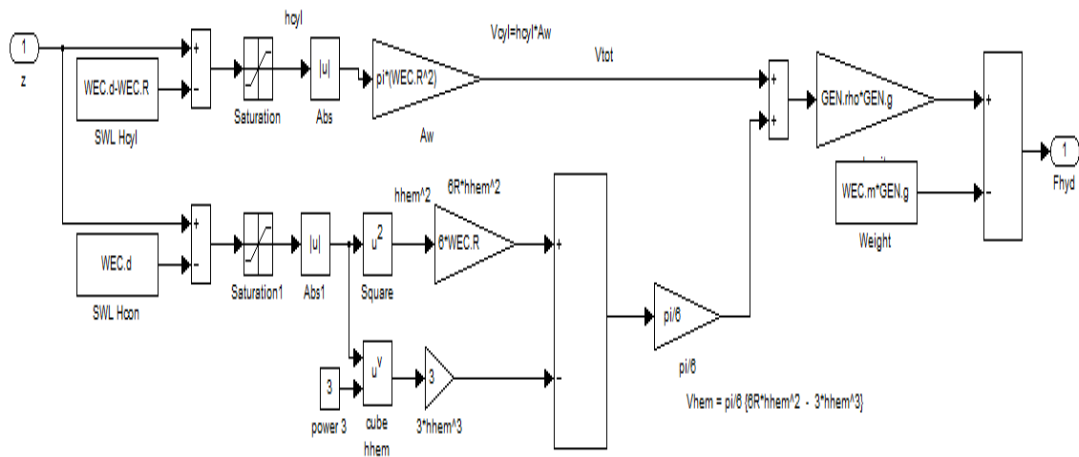 hcyl
Vcyl=hcyl*Aw
Vtot
1
z
+
−
WEC.d-WEC.R
SWL Hcyl
Saturation
|u|
Abs
pi*(WEC.R^2)
Aw
+
+
GEN.rho*GEN.g
+
−
WEC.m*GEN.g
Weight
1
Fhyd
+
−
WEC.d
SWL Hcon
Saturation1
|u|
Abs1
u^2
Square
hhem^2
6R*hhem^2
6*WEC.R
+
−
3
power 3
u^v
cube
hhem
3
3*hhem^3
pi/6
pi/6
Vhem = pi/6 {6R*hhem^2 - 3*hhem^3}